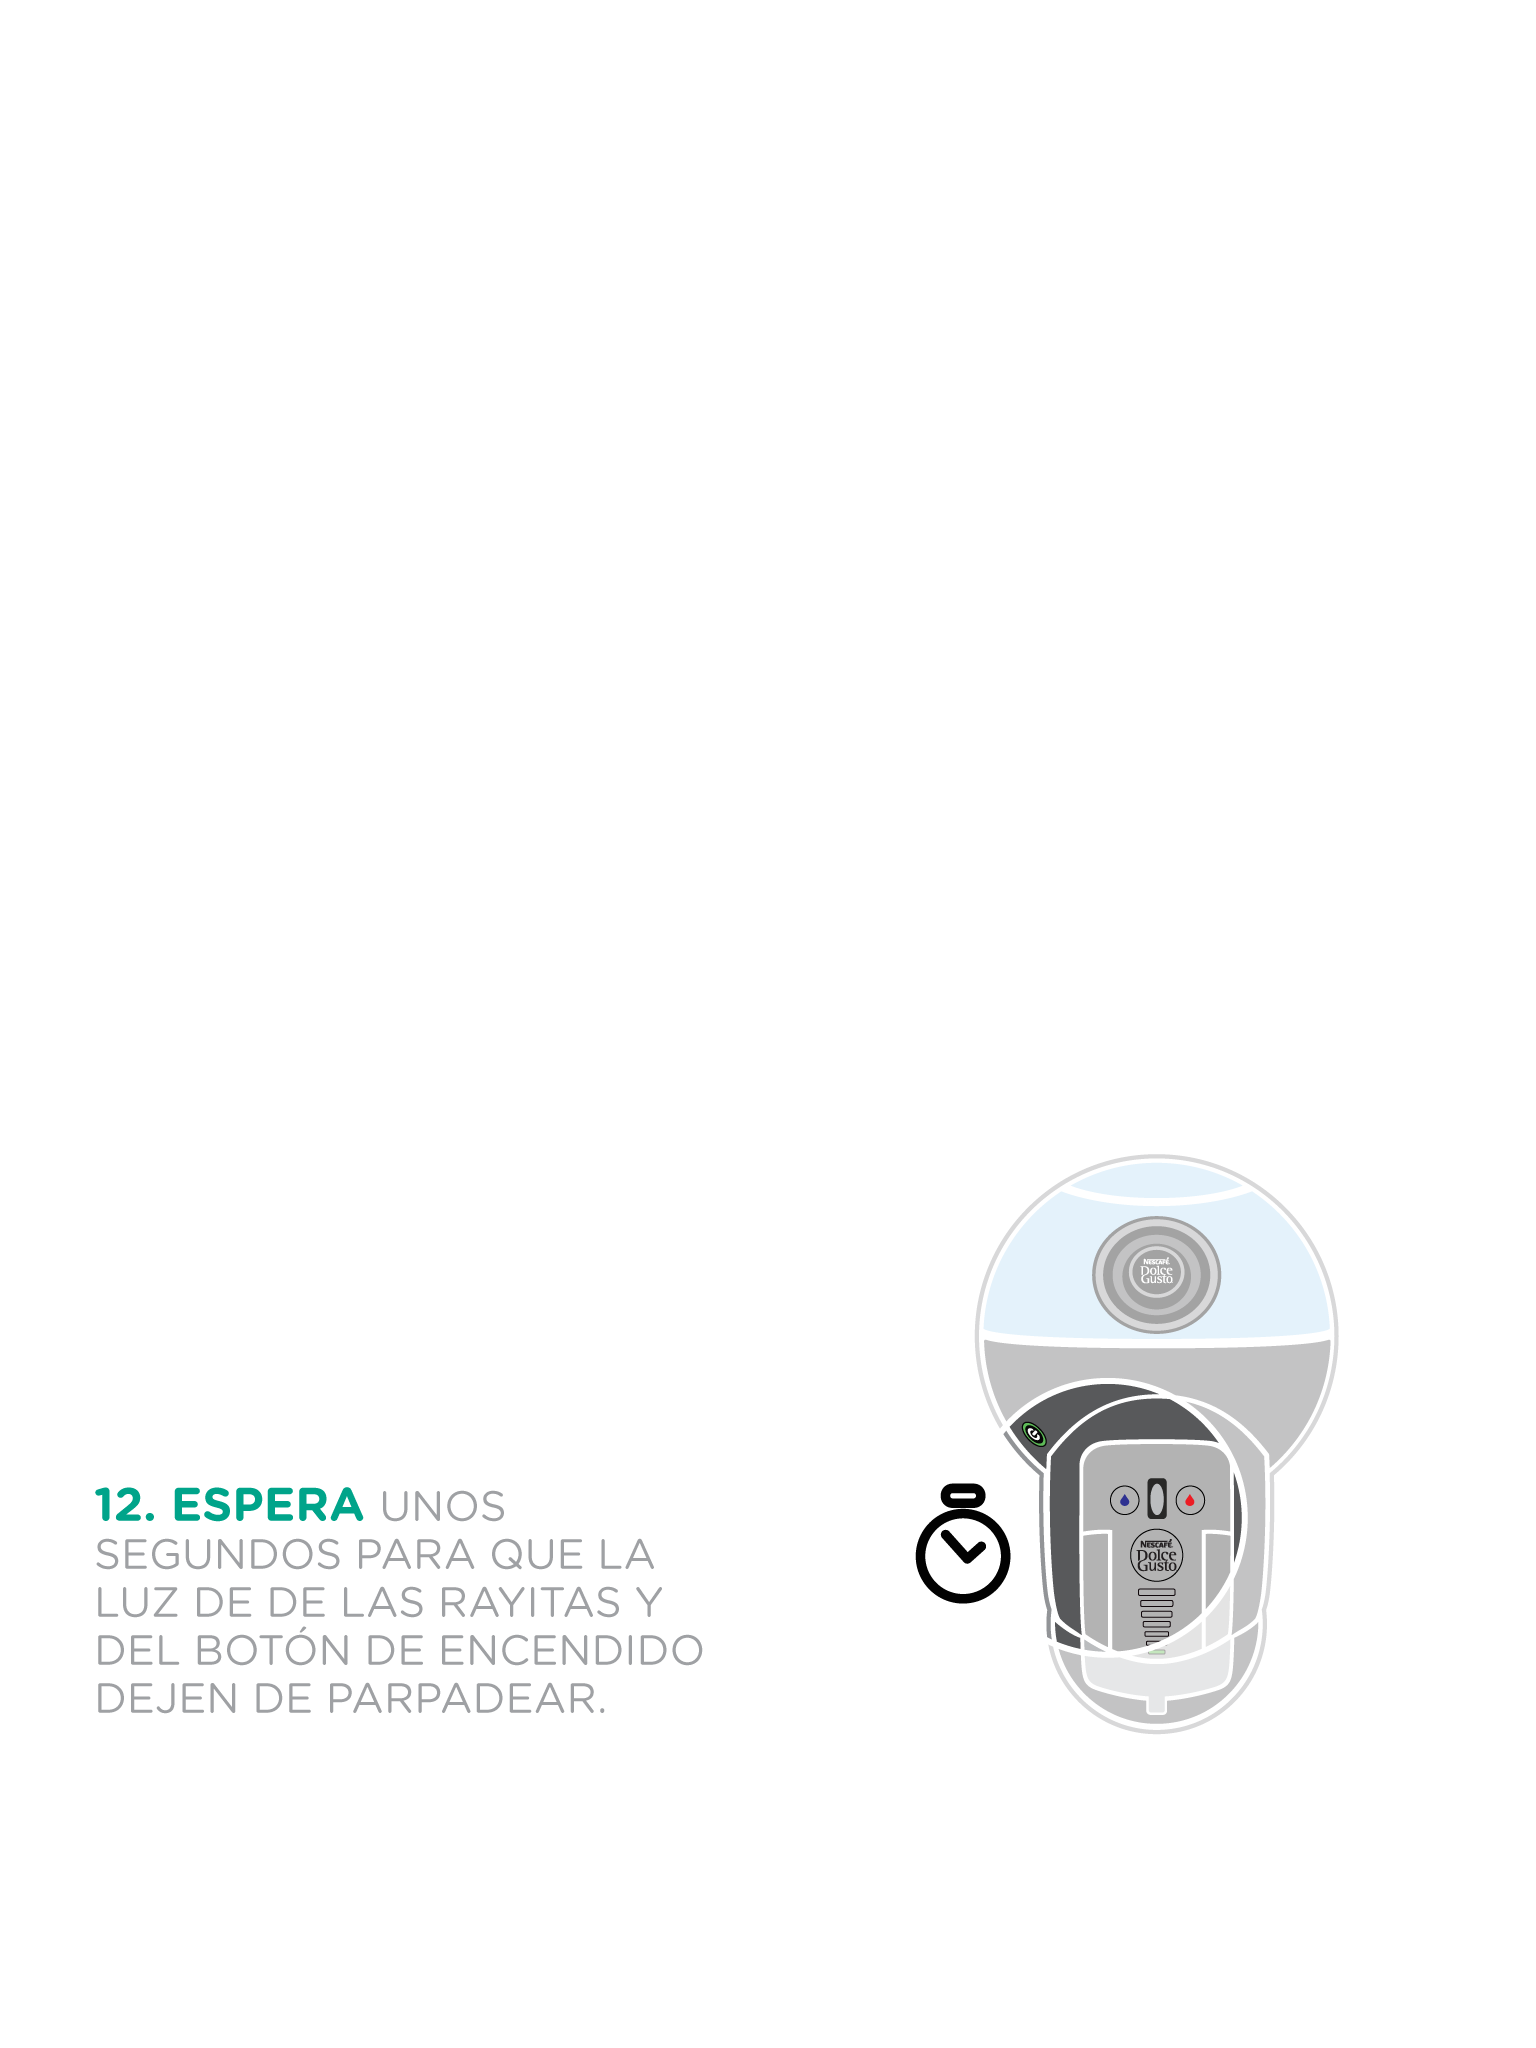 NESCAFÉ
Dolce
Gusto
12. ESPERA UNOS
SEGUNDOS PARA QUE LA
LUZ DE DE LAS RAYITAS Y
DEL BOTÓN DE ENCENDIDO
DEJEN DE PARPADEAR.
NESCAFÉ
Dolce
Gusto